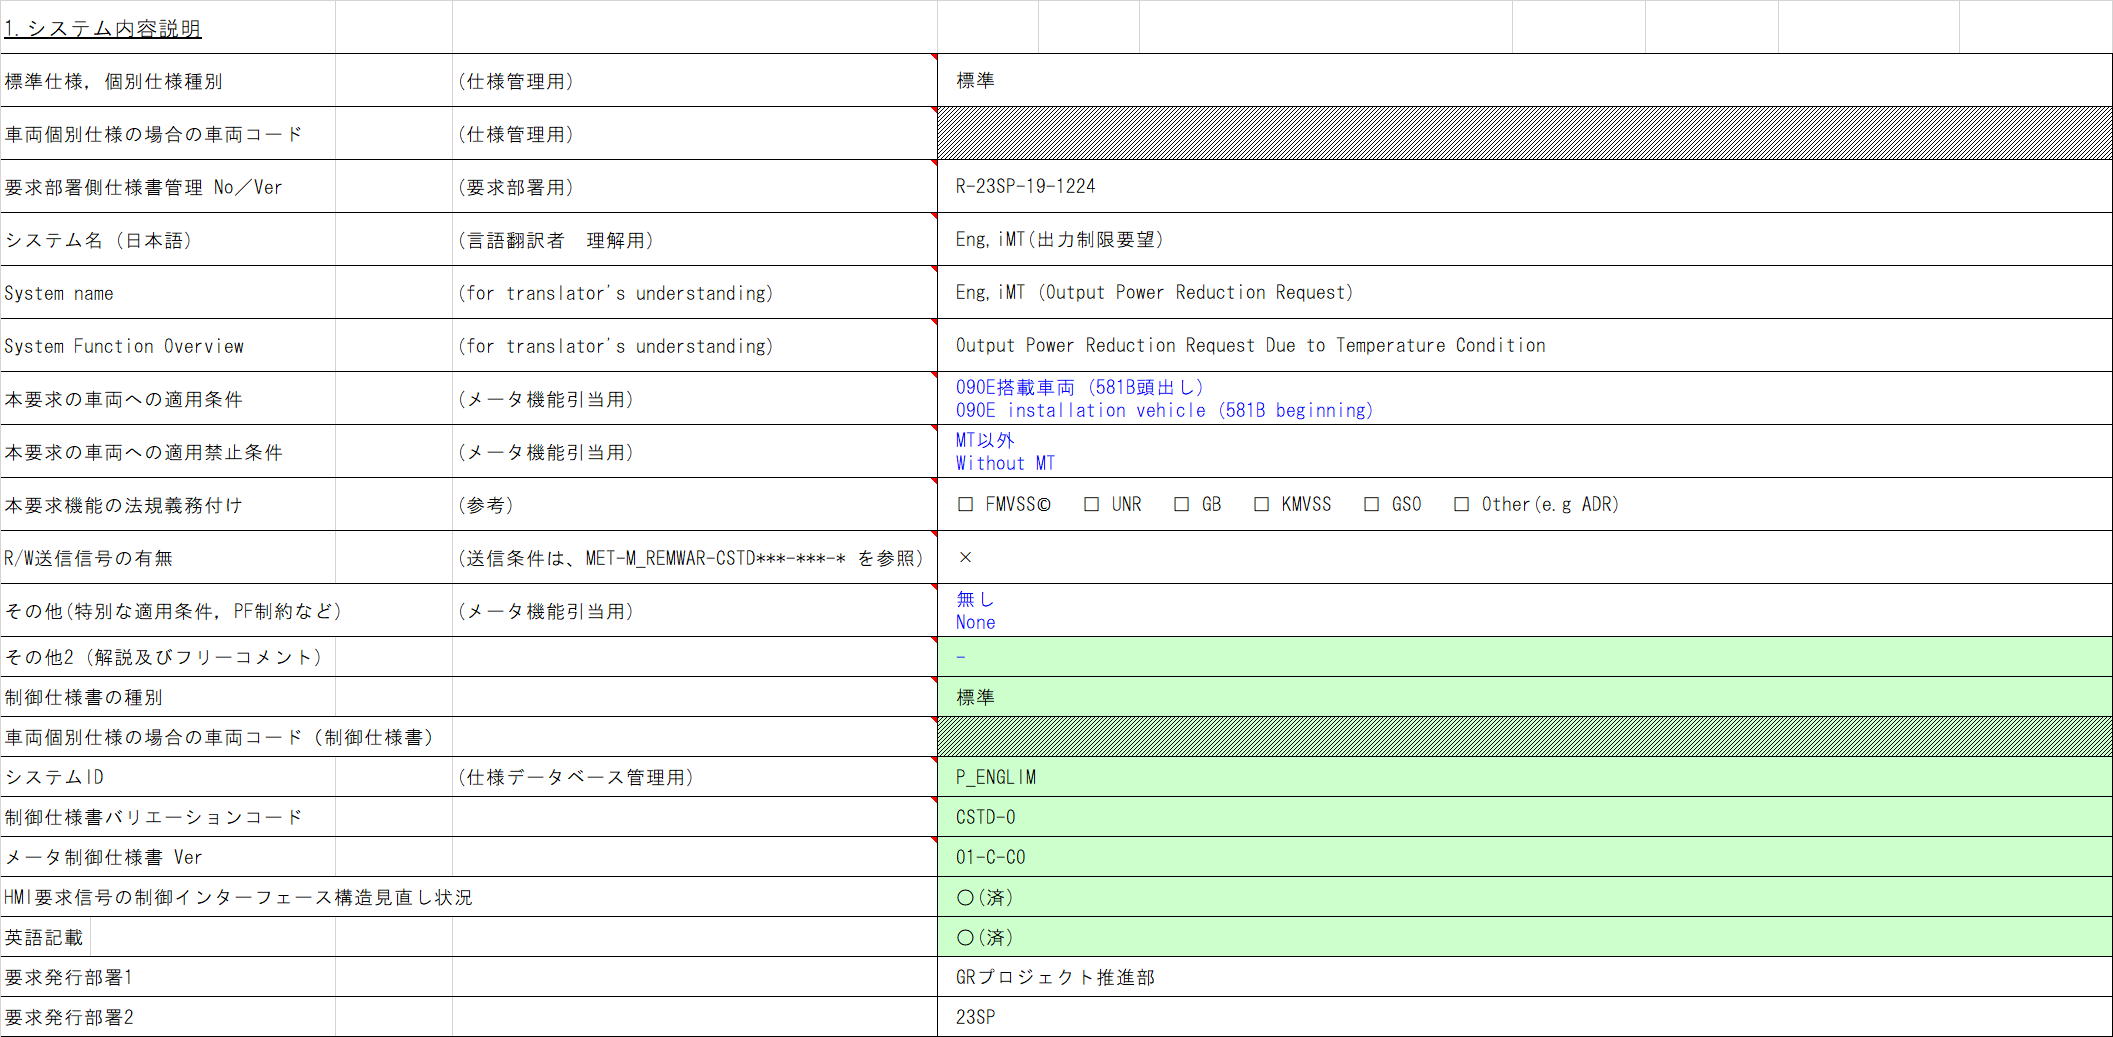 1. システム内容説明
標準仕様, 個別仕様種別 (仕様管理用) 標準
車両個別仕様の場合の車両コード (仕様管理用)
要求部署側仕様書管理 No／Ver (要求部署用) R-23SP-19-1224
システム名 (日本語) (言語翻訳者　理解用) Eng,iMT(出力制限要望)
System name (for translator's understanding) Eng,iMT (Output Power Reduction Request)
System Function Overview (for translator's understanding) Output Power Reduction Request Due to Temperature Condition
本要求の車両への適用条件 (メータ機能引当用) 090E搭載車両 (581B頭出し)
090E installation vehicle (581B beginning)
本要求の車両への適用禁止条件 (メータ機能引当用) MT以外
Without MT
本要求機能の法規義務付け (参考) □ FMVSS© □ UNR □ GB □ KMVSS □ GSO □ Other(e.g ADR)
R/W送信信号の有無 (送信条件は、MET-M_REMWAR-CSTD***-***-* を参照) ×
その他(特別な適用条件, PF制約など) (メータ機能引当用) 無し
None
その他2 (解説及びフリーコメント) -
制御仕様書の種別 標準
車両個別仕様の場合の車両コード (制御仕様書)
システムID (仕様データベース管理用) P_ENGLIM
制御仕様書バリエーションコード CSTD-0
メータ制御仕様書 Ver 01-C-C0
HMI要求信号の制御インターフェース構造見直し状況 ○(済)
英語記載 ○(済)
要求発行部署1 GRプロジェクト推進部
要求発行部署2 23SP